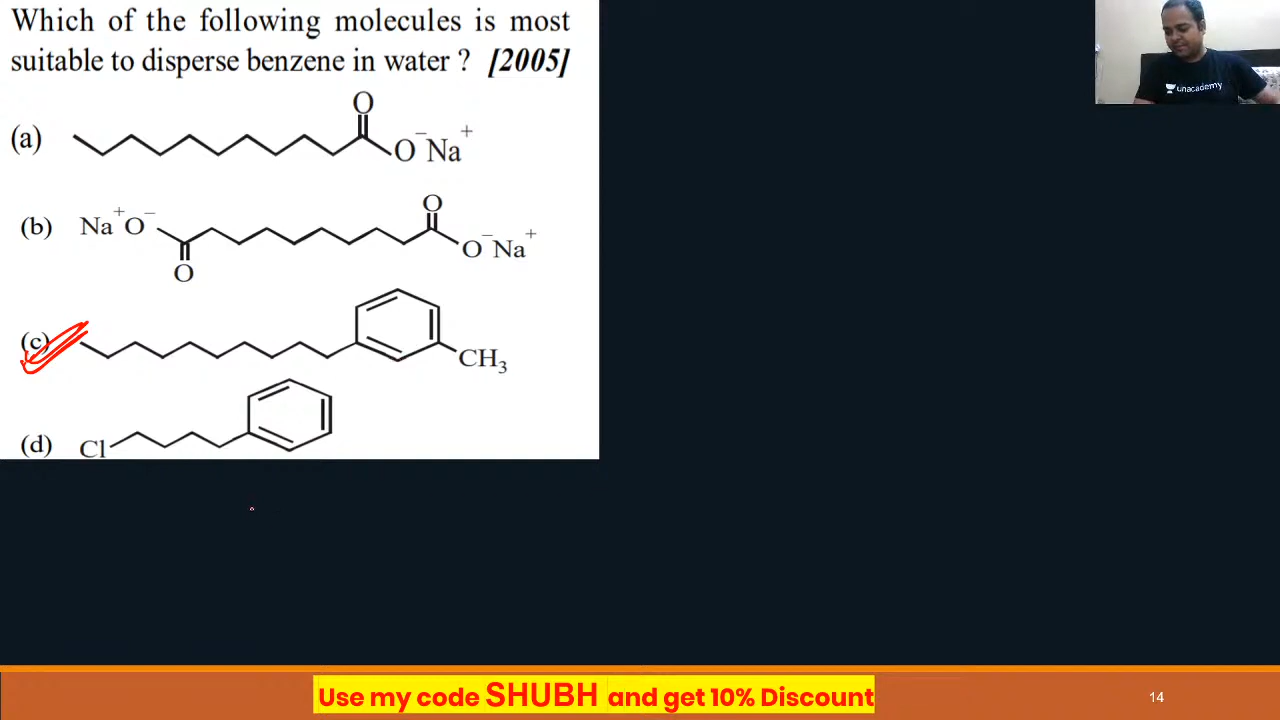 Which of the following molecules is most
suitable to disperse benzene in water ? [2005]
unacademy
(a)
O
O⁻Na⁺
(b)
Na⁺O⁻
O
O
O⁻Na⁺
(c)
CH₃
(d)
Cl
Use my code SHUBH and get 10% Discount
14